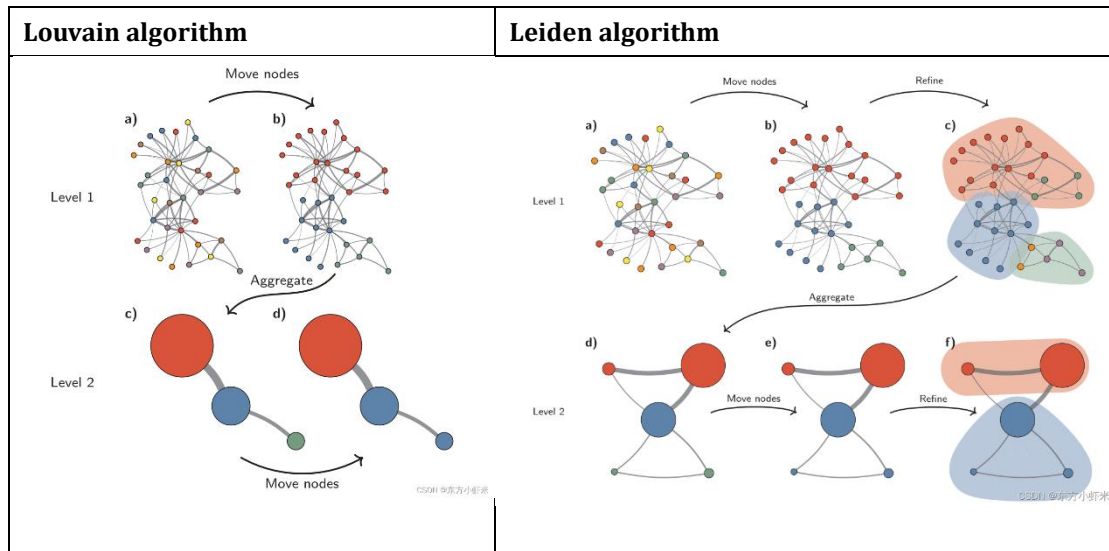 Louvain algorithm
Move nodes
a)
b)
Level 1
Aggregate
c)
d)
Level 2
Move nodes
CSDN @东方小虾米
Leiden algorithm
Move nodes
Refine
a)
b)
c)
Level 1
Aggregate
d)
e)
f)
Level 2
Move nodes
Refine
CSDN @东方小虾米